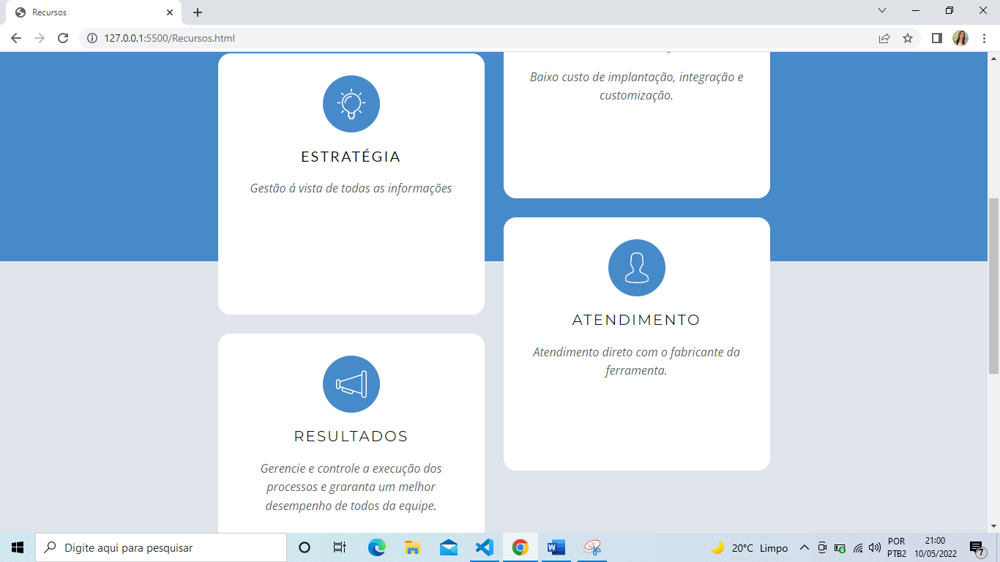 Recursos
127.0.0.1:5500/Recursos.html
ESTRATÉGIA
Gestão á vista de todas as informações
Baixo custo de implantação, integração e
customização.
ATENDIMENTO
Atendimento direto com o fabricante da
ferramenta.
RESULTADOS
Gerencie e controle a execução dos
processos e graranta um melhor
desempenho de todos da equipe.
Digite aqui para pesquisar
20°C Limpo
POR
PTB2
21:00
10/05/2022
7